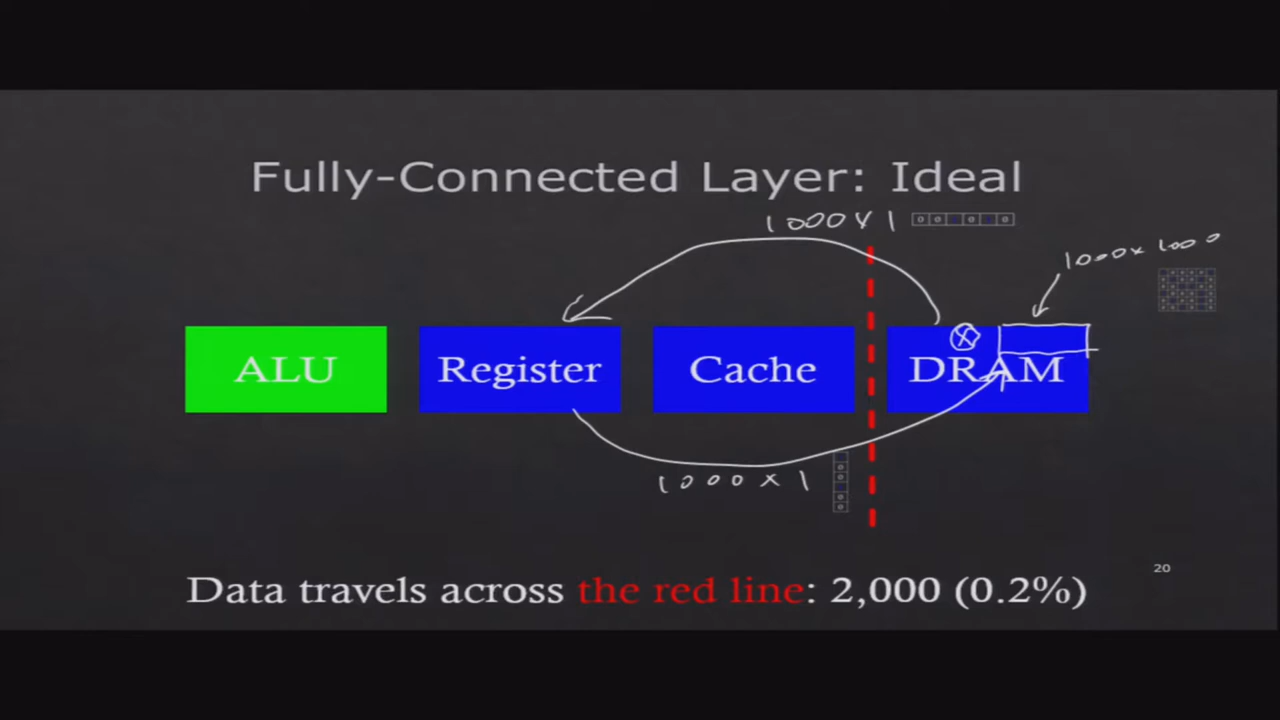 Fully-Connected Layer: Ideal
1000 x 1
1000 x 1000
ALU Register Cache DRAM
1000 x 1
20
Data travels across the red line: 2,000 (0.2%)